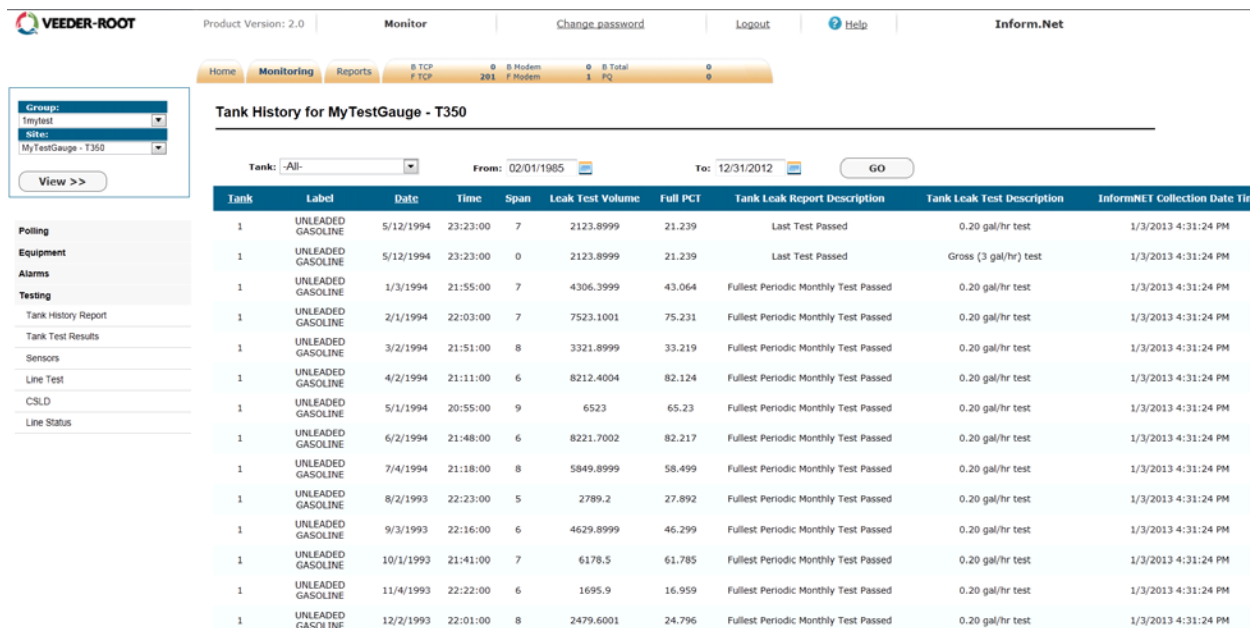 VEEDER-ROOT Product Version: 2.0 Monitor Change password Logout Help Inform.Net
Home Monitoring Reports B TCP 0 B Modem 0 B Total 0
F TCP 201 F Modem 1 PQ 0
Group:
1mytest
Site:
MyTestGauge - T350
View >>
Polling
Equipment
Alarms
Testing
Tank History Report
Tank Test Results
Sensors
Line Test
CSLD
Line Status
Tank History for MyTestGauge - T350
Tank: -All- From: 02/01/1985 To: 12/31/2012 GO
Tank Label Date Time Span Leak Test Volume Full PCT Tank Leak Report Description Tank Leak Test Description InformNET Collection Date Tim
1 UNLEADED GASOLINE 5/12/1994 23:23:00 7 2123.8999 21.239 Last Test Passed 0.20 gal/hr test 1/3/2013 4:31:24 PM
1 UNLEADED GASOLINE 5/12/1994 23:23:00 0 2123.8999 21.239 Last Test Passed Gross (3 gal/hr) test 1/3/2013 4:31:24 PM
1 UNLEADED GASOLINE 1/3/1994 21:55:00 7 4306.3999 43.064 Fullest Periodic Monthly Test Passed 0.20 gal/hr test 1/3/2013 4:31:24 PM
1 UNLEADED GASOLINE 2/1/1994 22:03:00 7 7523.1001 75.231 Fullest Periodic Monthly Test Passed 0.20 gal/hr test 1/3/2013 4:31:24 PM
1 UNLEADED GASOLINE 3/2/1994 21:51:00 8 3321.8999 33.219 Fullest Periodic Monthly Test Passed 0.20 gal/hr test 1/3/2013 4:31:24 PM
1 UNLEADED GASOLINE 4/2/1994 21:11:00 6 8212.4004 82.124 Fullest Periodic Monthly Test Passed 0.20 gal/hr test 1/3/2013 4:31:24 PM
1 UNLEADED GASOLINE 5/1/1994 20:55:00 9 6523 65.23 Fullest Periodic Monthly Test Passed 0.20 gal/hr test 1/3/2013 4:31:24 PM
1 UNLEADED GASOLINE 6/2/1994 21:48:00 6 8221.7002 82.217 Fullest Periodic Monthly Test Passed 0.20 gal/hr test 1/3/2013 4:31:24 PM
1 UNLEADED GASOLINE 7/4/1994 21:18:00 8 5849.8999 58.499 Fullest Periodic Monthly Test Passed 0.20 gal/hr test 1/3/2013 4:31:24 PM
1 UNLEADED GASOLINE 8/2/1993 22:23:00 5 2789.2 27.892 Fullest Periodic Monthly Test Passed 0.20 gal/hr test 1/3/2013 4:31:24 PM
1 UNLEADED GASOLINE 9/3/1993 22:16:00 6 4629.8999 46.299 Fullest Periodic Monthly Test Passed 0.20 gal/hr test 1/3/2013 4:31:24 PM
1 UNLEADED GASOLINE 10/1/1993 21:41:00 7 6178.5 61.785 Fullest Periodic Monthly Test Passed 0.20 gal/hr test 1/3/2013 4:31:24 PM
1 UNLEADED GASOLINE 11/4/1993 22:22:00 6 1695.9 16.959 Fullest Periodic Monthly Test Passed 0.20 gal/hr test 1/3/2013 4:31:24 PM
1 UNLEADED GASOLINE 12/2/1993 22:01:00 8 2479.6001 24.796 Fullest Periodic Monthly Test Passed 0.20 gal/hr test 1/3/2013 4:31:24 PM